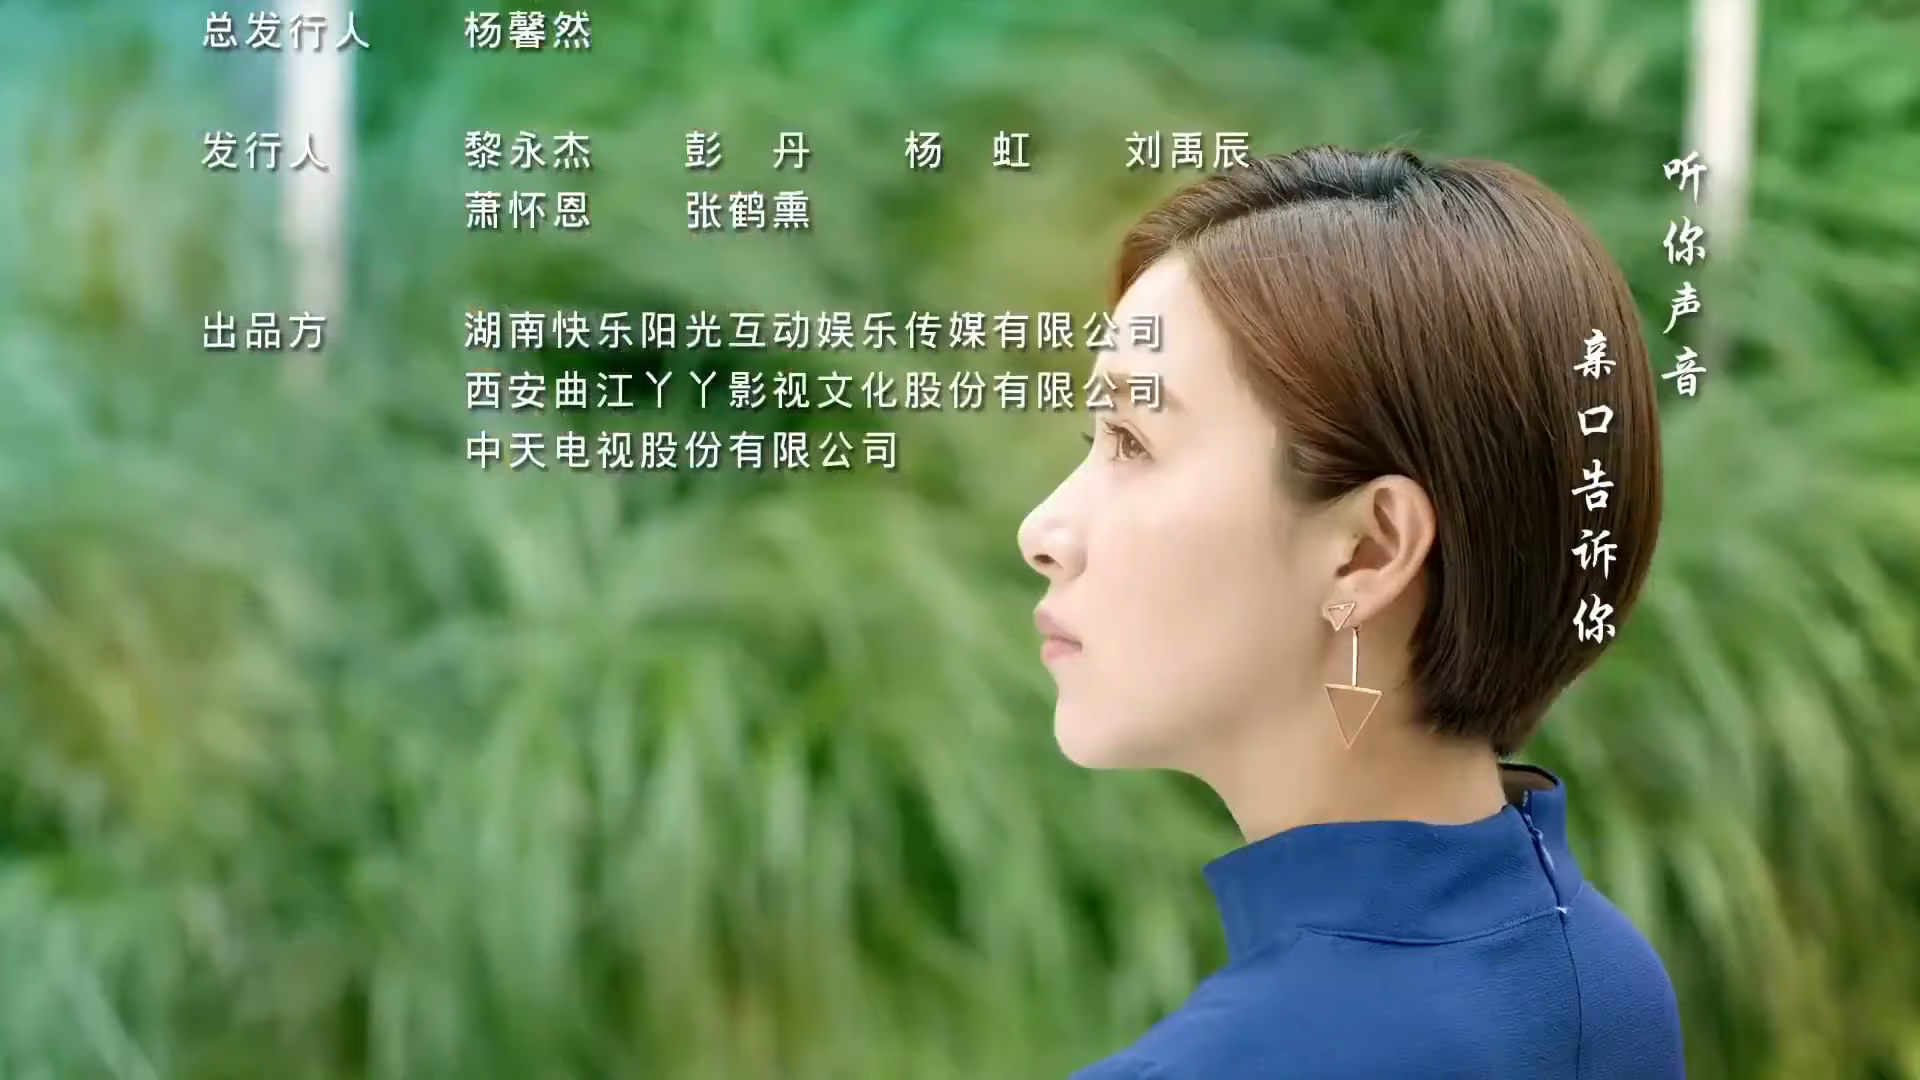 总发行人 杨馨然
发行人 黎永杰 彭 丹 杨 虹 刘禹辰
萧怀恩 张鹤熏
出品方 湖南快乐阳光互动娱乐传媒有限公司
西安曲江丫丫影视文化股份有限公司
中天电视股份有限公司
听你声音
亲口告诉你